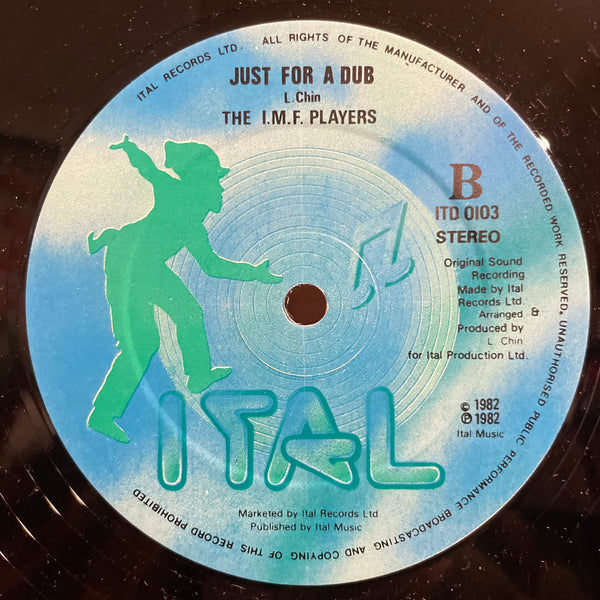 ITAL RECORDS LTD. ALL RIGHTS OF THE MANUFACTURER AND OF THE RECORDED WORK RESERVED. UNAUTHORISED PUBLIC PERFORMANCE BROADCASTING AND COPYING OF THIS RECORD PROHIBITED
JUST FOR A DUB
L.Chin
THE I.M.F. PLAYERS
B
ITD 0103
STEREO
Original Sound
Recording
Made by Ital
Records Ltd.
Arranged &
Produced by
L. Chin
for Ital Production Ltd.
© 1982
℗ 1982
Ital Music
ITAL
Marketed by Ital Records Ltd
Published by Ital Music